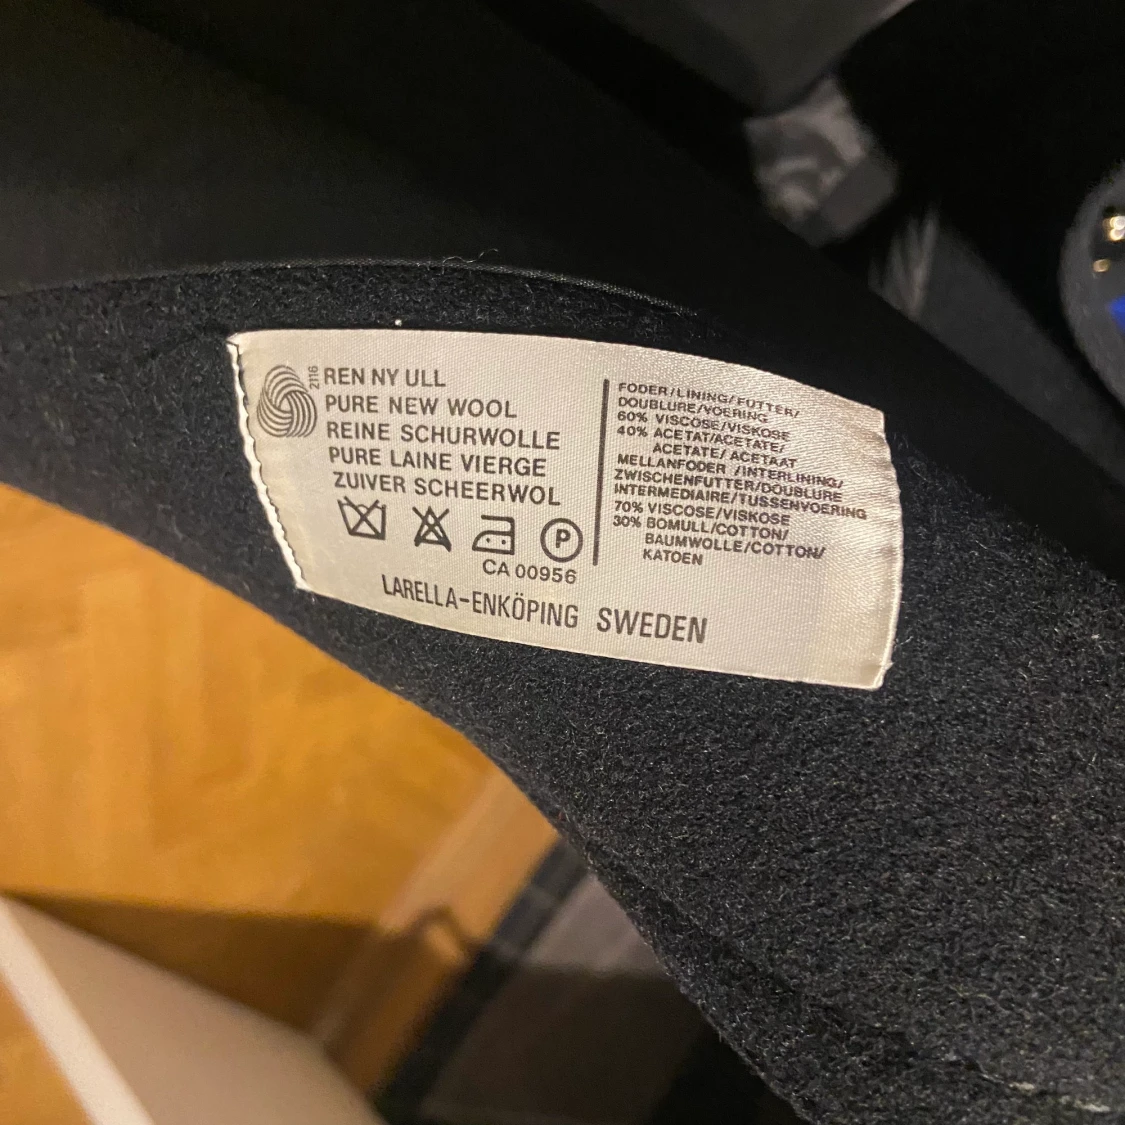 2116
REN NY ULL
PURE NEW WOOL
REINE SCHURWOLLE
PURE LAINE VIERGE
ZUIVER SCHEERWOL
P
CA 00956
LARELLA-ENKÖPING SWEDEN
FODER/LINING/FUTTER/
DOUBLURE/VOERING
60% VISCOSE/VISKOSE
40% ACETAT/ACETATE/
ACETATE/ACETAAT
MELLANFODER /INTERLINING/
ZWISCHENFUTTER/DOUBLURE
INTERMEDIAIRE/TUSSENVOERING
70% VISCOSE/VISKOSE
30% BOMULL/COTTON/
BAUMWOLLE/COTTON/
KATOEN